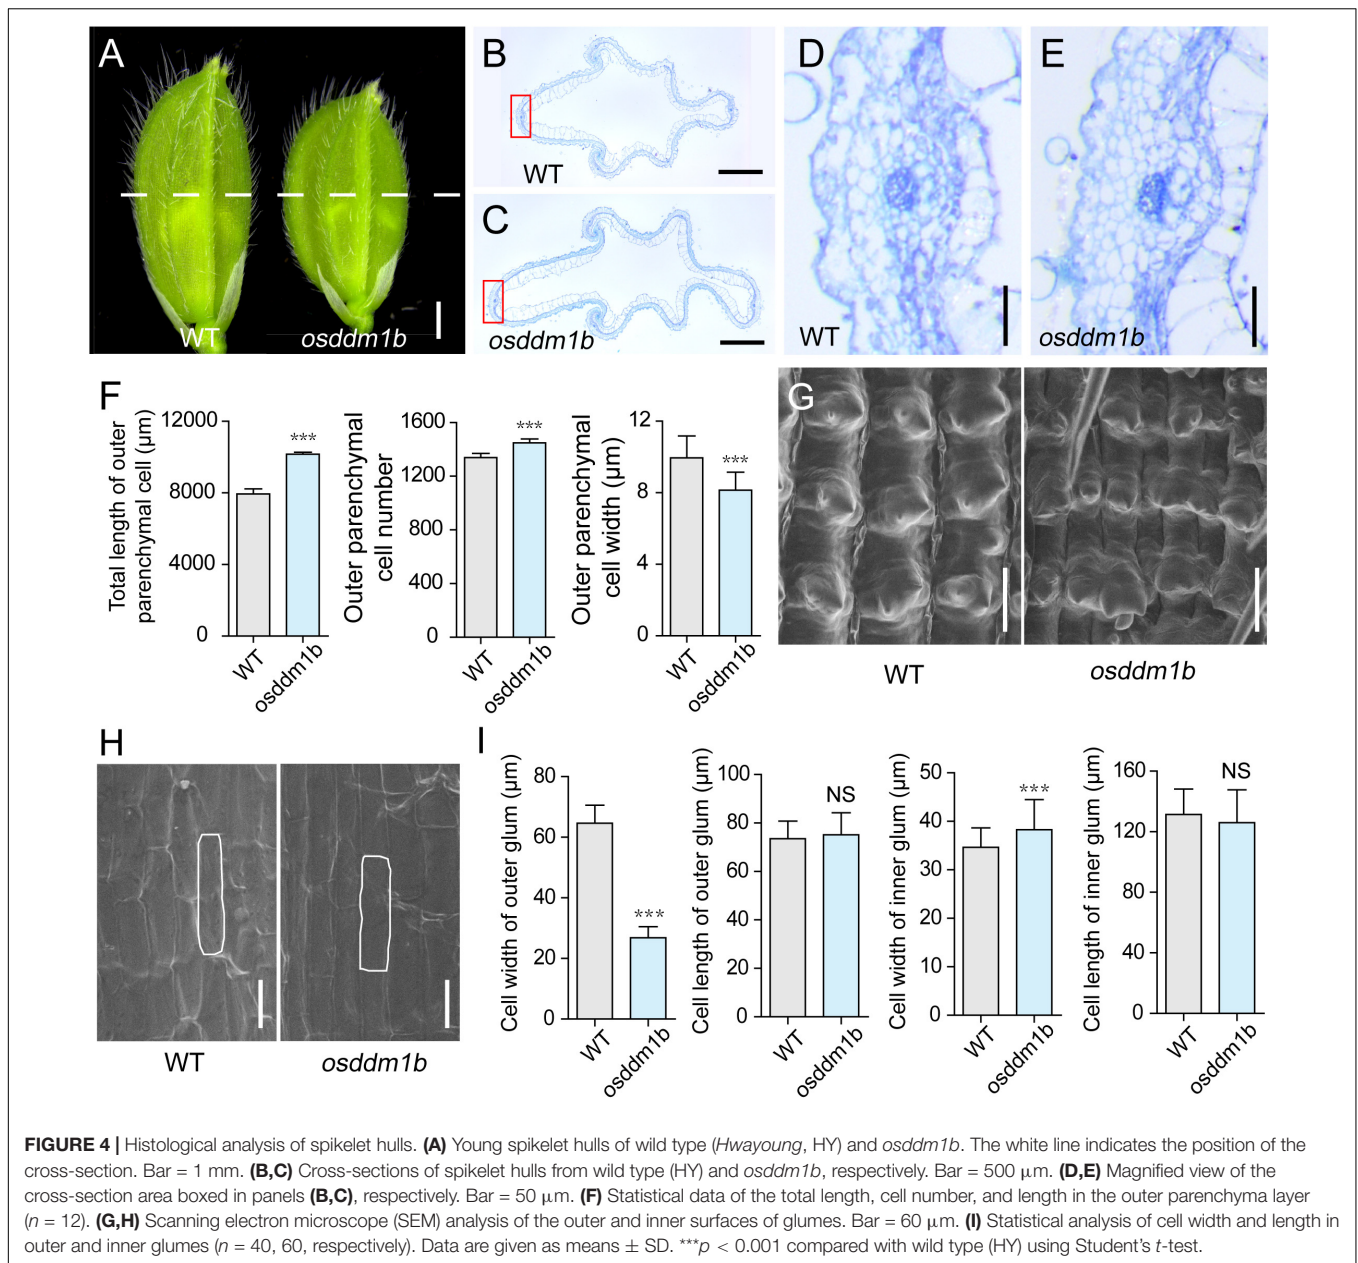 A
WT
osddm1b
B
WT
C
osddm1b
D
WT
E
osddm1b
F
Total length of outer
parenchymal cell (μm)
12000
8000
4000
0
***
WT
osddm1b
Outer parenchymal
cell number
1600
1200
800
400
0
***
WT
osddm1b
Outer parenchymal
cell width (μm)
12
8
4
0
***
WT
osddm1b
G
WT
osddm1b
H
WT
osddm1b
I
Cell width of outer glum (μm)
80
60
40
20
0
***
WT
osddm1b
Cell length of outer glum (μm)
100
80
60
40
20
0
NS
WT
osddm1b
Cell width of inner glum (μm)
50
40
30
20
10
0
***
WT
osddm1b
Cell length of inner glum (μm)
160
120
80
40
0
NS
WT
osddm1b
FIGURE 4 | Histological analysis of spikelet hulls. (A) Young spikelet hulls of wild type (Hwayoung, HY) and osddm1b. The white line indicates the position of the
cross-section. Bar = 1 mm. (B,C) Cross-sections of spikelet hulls from wild type (HY) and osddm1b, respectively. Bar = 500 μm. (D,E) Magnified view of the
cross-section area boxed in panels (B,C), respectively. Bar = 50 μm. (F) Statistical data of the total length, cell number, and length in the outer parenchyma layer
(n = 12). (G,H) Scanning electron microscope (SEM) analysis of the outer and inner surfaces of glumes. Bar = 60 μm. (I) Statistical analysis of cell width and length in
outer and inner glumes (n = 40, 60, respectively). Data are given as means ± SD. ***p < 0.001 compared with wild type (HY) using Student's t-test.